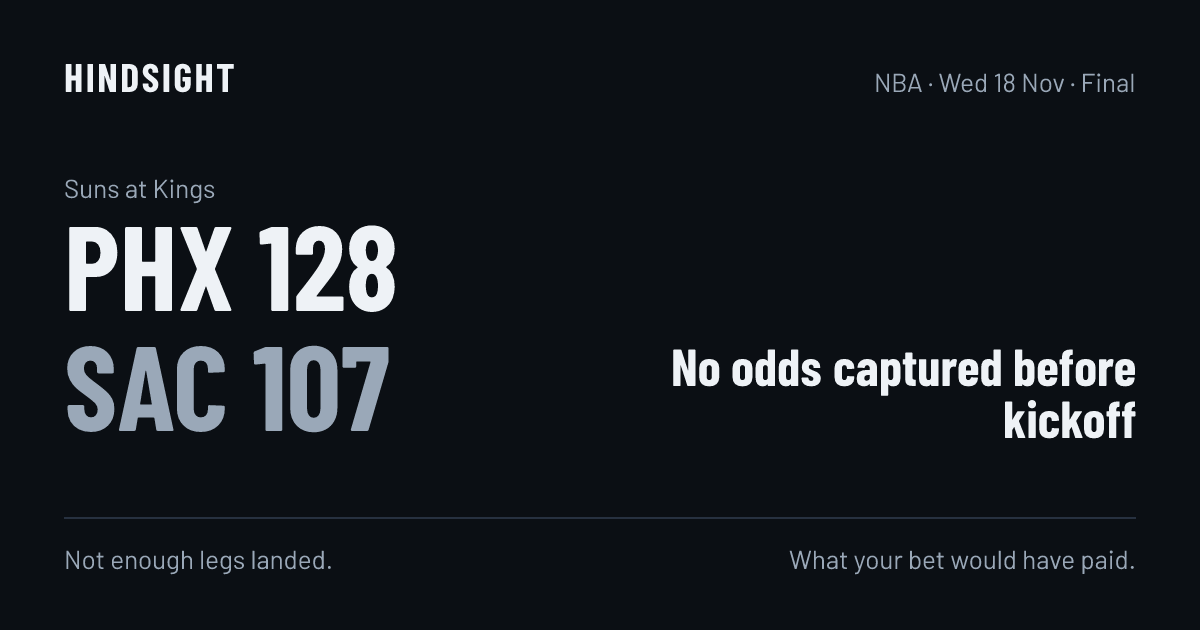 HINDSIGHT
NBA · Wed 18 Nov · Final
Suns at Kings
PHX 128
SAC 107
No odds captured before
kickoff
Not enough legs landed.
What your bet would have paid.